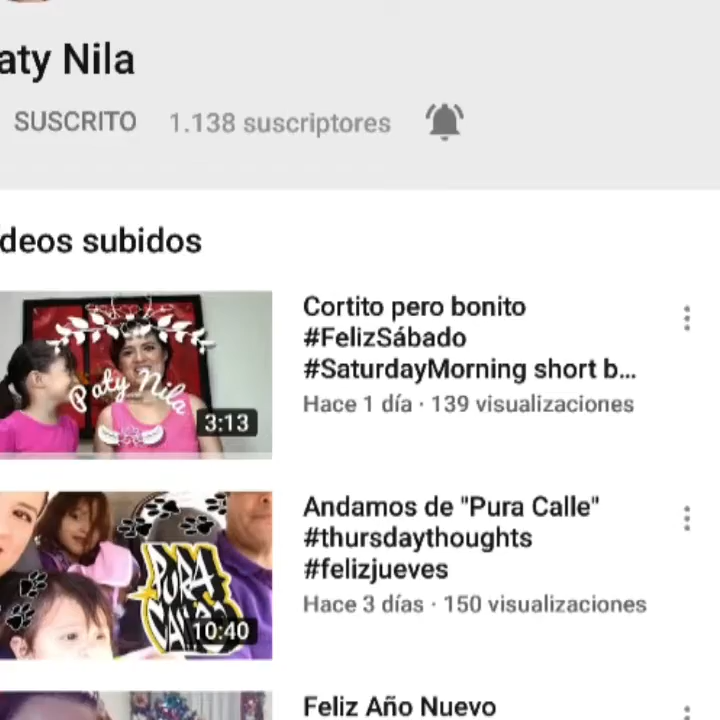 aty Nila
SUSCRITO 1.138 suscriptores
deos subidos
Cortito pero bonito
#FelizSábado
#SaturdayMorning short b...
Hace 1 día · 139 visualizaciones
Paty Nila
3:13
Andamos de "Pura Calle"
#thursdaythoughts
#felizjueves
Hace 3 días · 150 visualizaciones
PURA
10:40
Feliz Año Nuevo